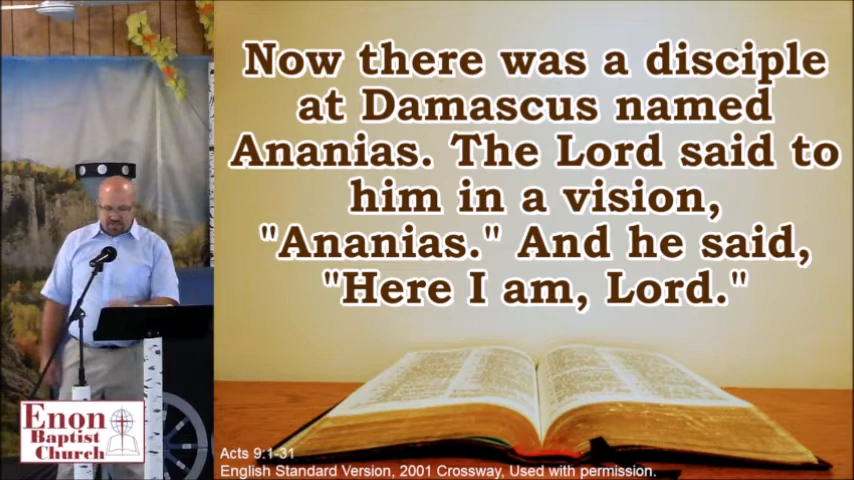 Now there was a disciple
at Damascus named
Ananias. The Lord said to
him in a vision,
"Ananias." And he said,
"Here I am, Lord."
Enon
Baptist
Church
Acts 9:1-31
English Standard Version, 2001 Crossway, Used with permission.